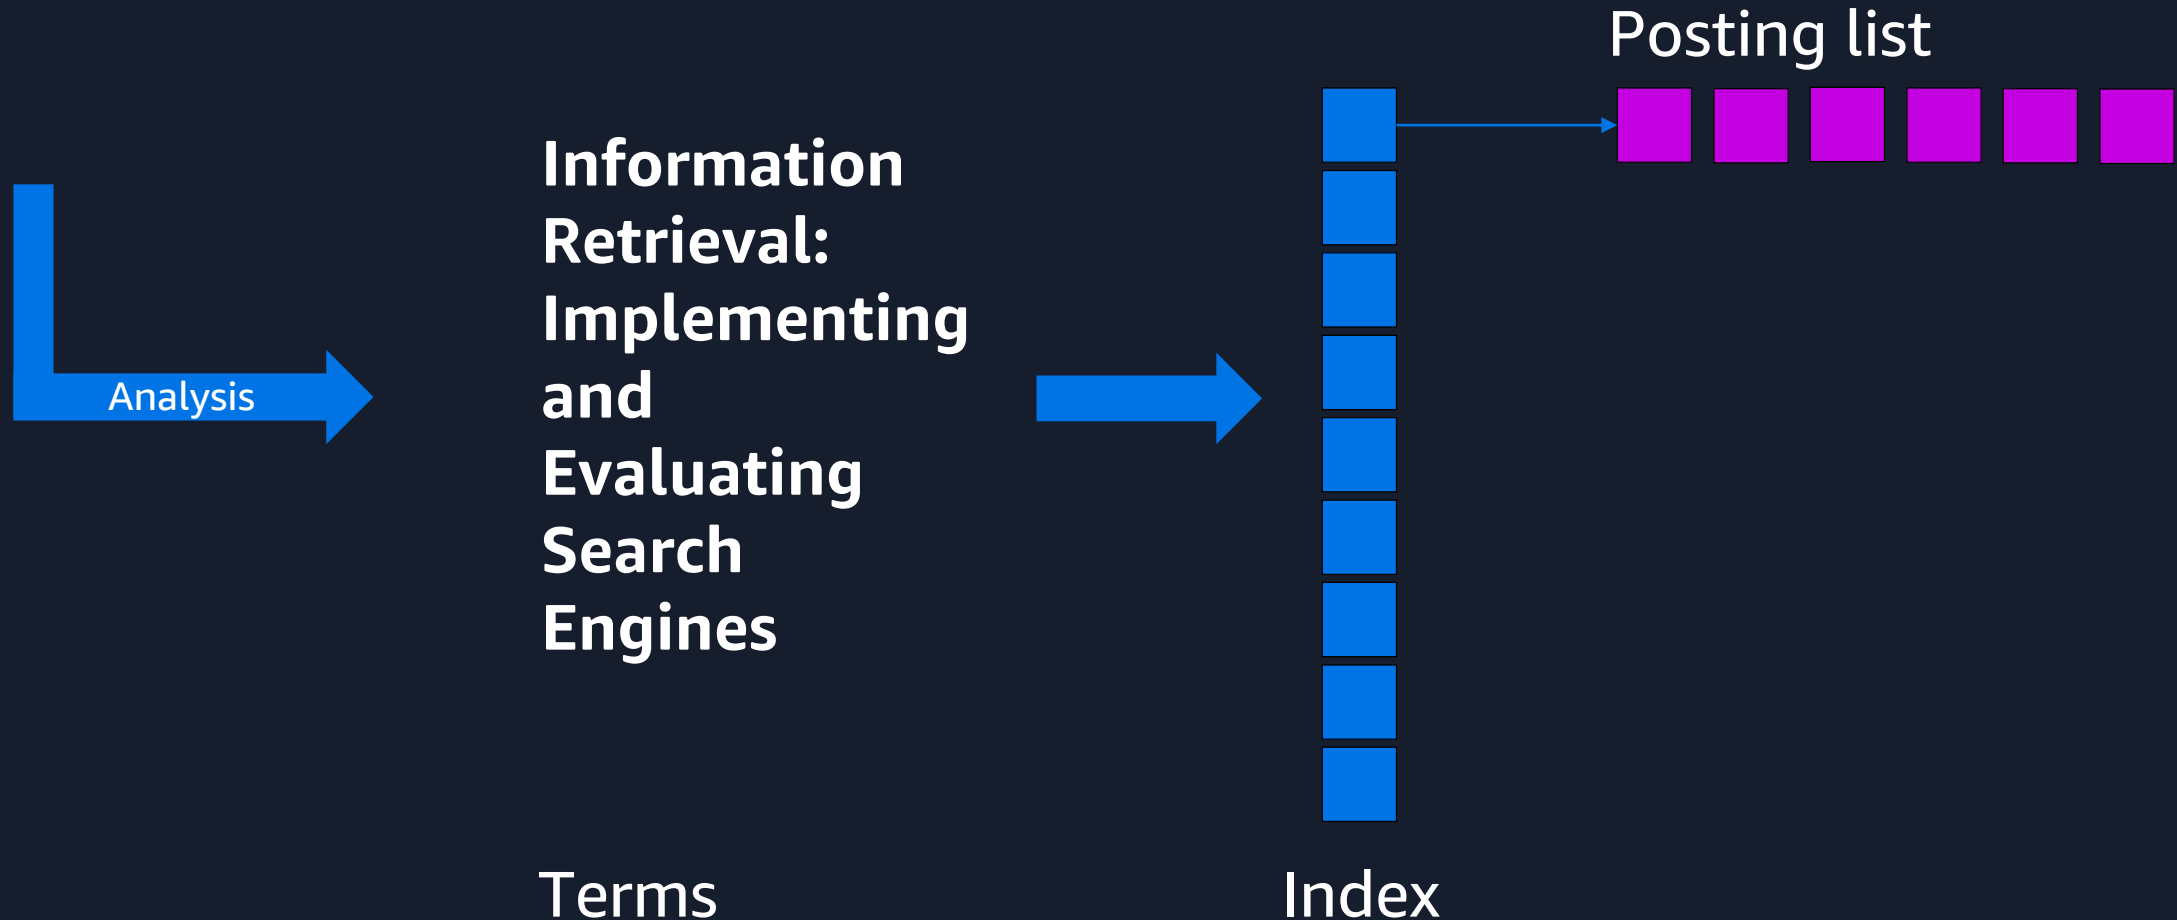 Posting list
Information
Retrieval:
Implementing
and
Evaluating
Search
Engines
Analysis
Terms
Index